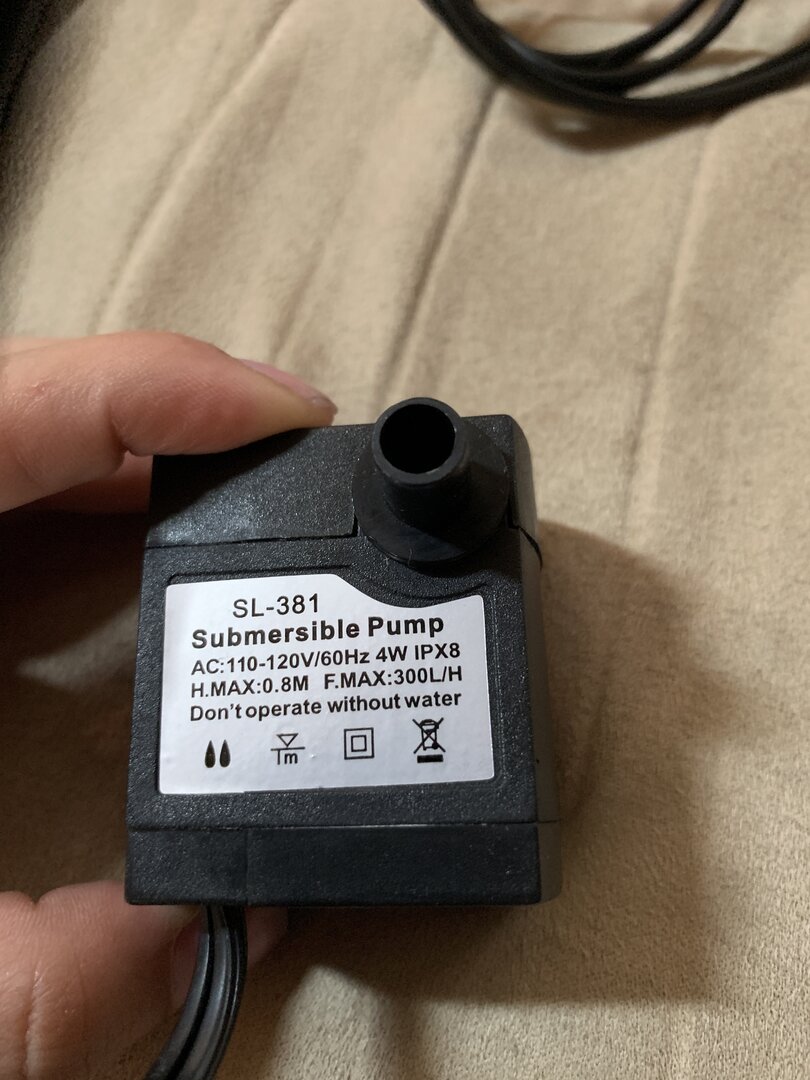 SL-381
Submersible Pump
AC:110-120V/60Hz 4W IPX8
H.MAX:0.8M F.MAX:300L/H
Don't operate without water
Tm